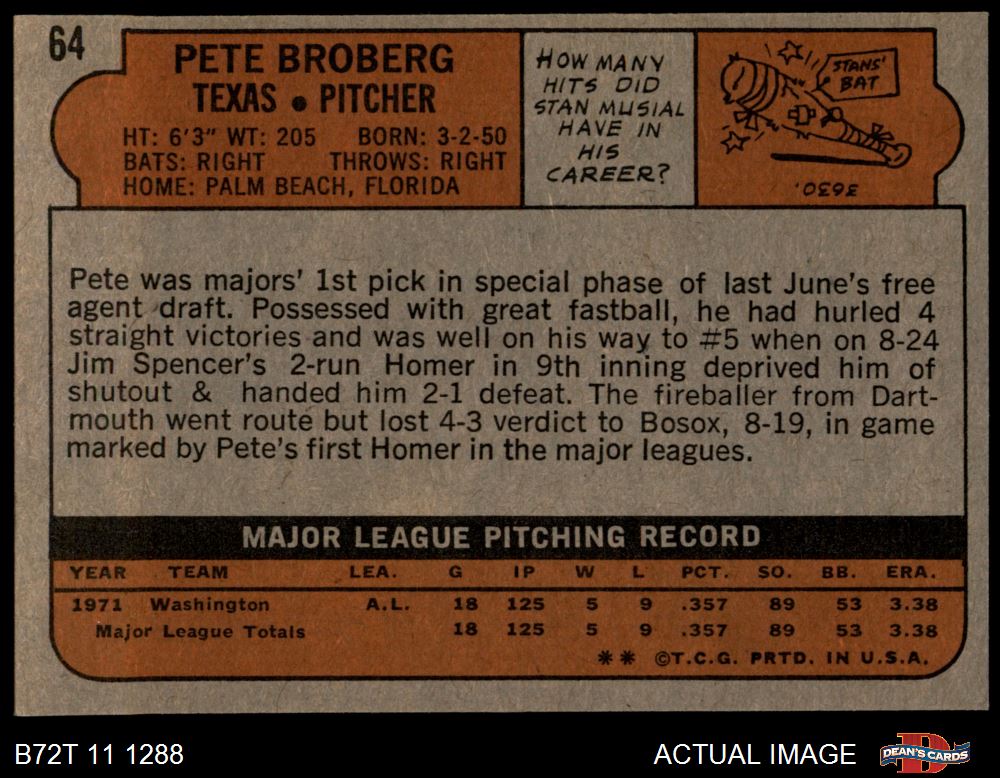 64
PETE BROBERG
TEXAS • PITCHER
HT: 6'3" WT: 205 BORN: 3-2-50
BATS: RIGHT THROWS: RIGHT
HOME: PALM BEACH, FLORIDA
HOW MANY
HITS DID
STAN MUSIAL
HAVE IN
HIS
CAREER?
STANS'
BAT
3630.
Pete was majors' 1st pick in special phase of last June's free
agent draft. Possessed with great fastball, he had hurled 4
straight victories and was well on his way to #5 when on 8-24
Jim Spencer's 2-run Homer in 9th inning deprived him of
shutout & handed him 2-1 defeat. The fireballer from Dart-
mouth went route but lost 4-3 verdict to Bosox, 8-19, in game
marked by Pete's first Homer in the major leagues.
MAJOR LEAGUE PITCHING RECORD
YEAR TEAM LEA. G IP W L PCT. SO. BB. ERA.
1971 Washington A.L. 18 125 5 9 .357 89 53 3.38
Major League Totals 18 125 5 9 .357 89 53 3.38
** ©T.C.G. PRTD. IN U.S.A.
B72T 11 1288 ACTUAL IMAGE D DEAN'S CARDS